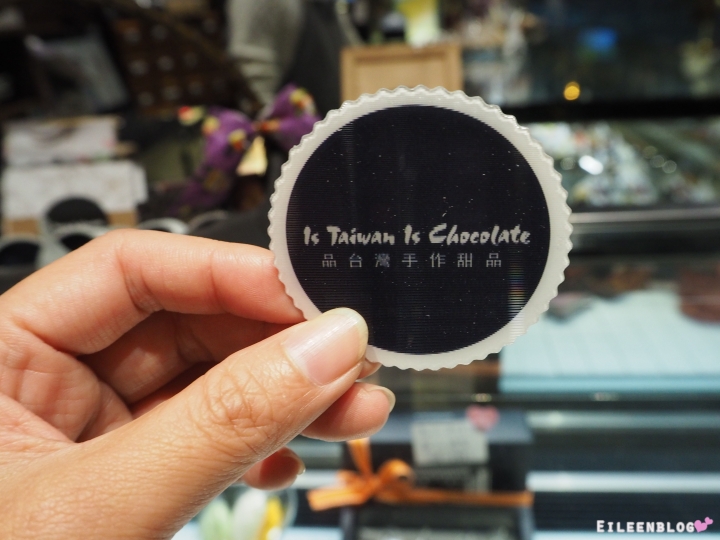 Is Taiwan Is Chocolate
品台灣手作甜品
EILEENBLOG